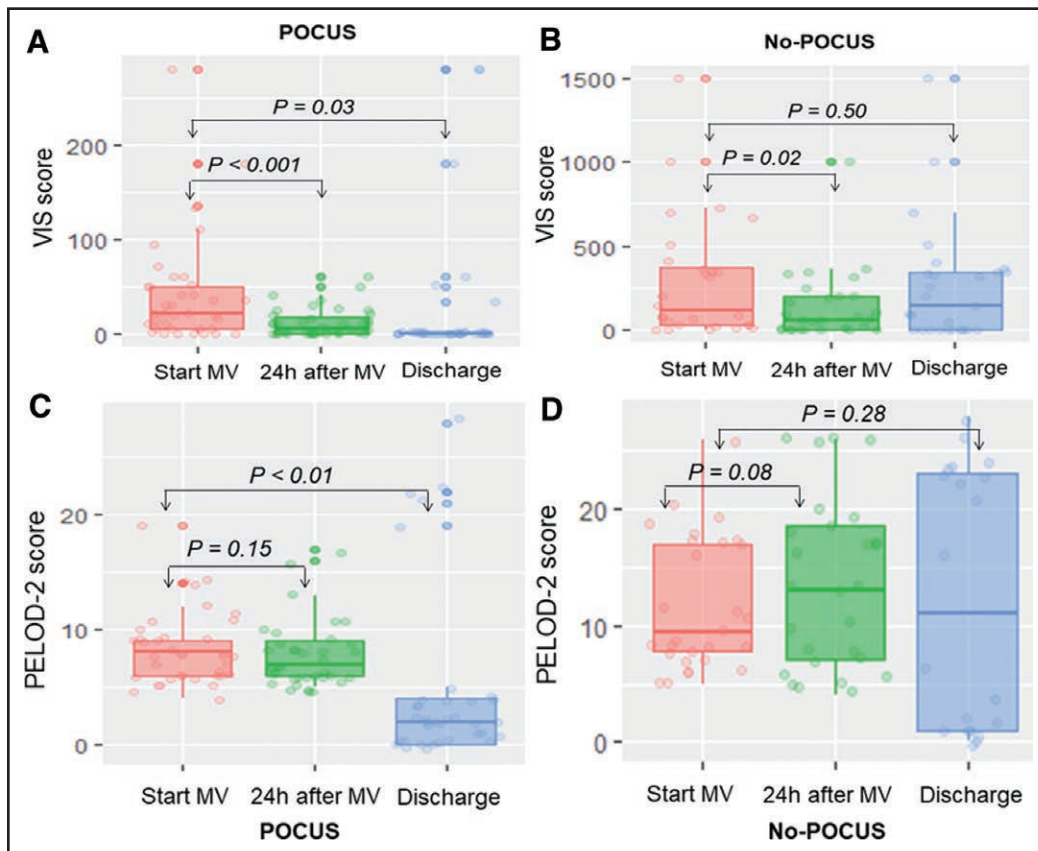 A
POCUS
VIS score
200
100
0
P = 0.03
P < 0.001
Start MV 24h after MV Discharge
B
No-POCUS
VIS score
1500
1000
500
0
P = 0.50
P = 0.02
Start MV 24h after MV Discharge
C
PELOD-2 score
20
10
0
P < 0.01
P = 0.15
Start MV 24h after MV Discharge
POCUS
D
PELOD-2 score
20
10
0
P = 0.28
P = 0.08
Start MV 24h after MV Discharge
No-POCUS